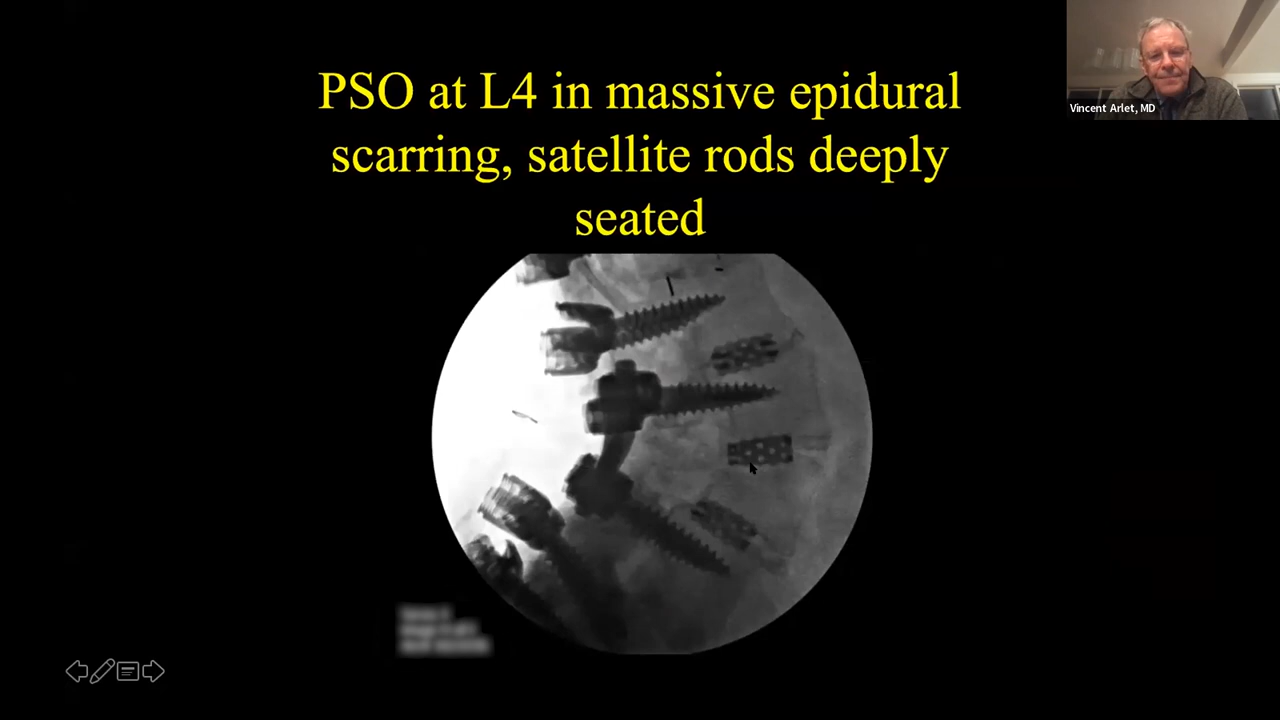 PSO at L4 in massive epidural
scarring, satellite rods deeply
seated
Vincent Arlet, MD